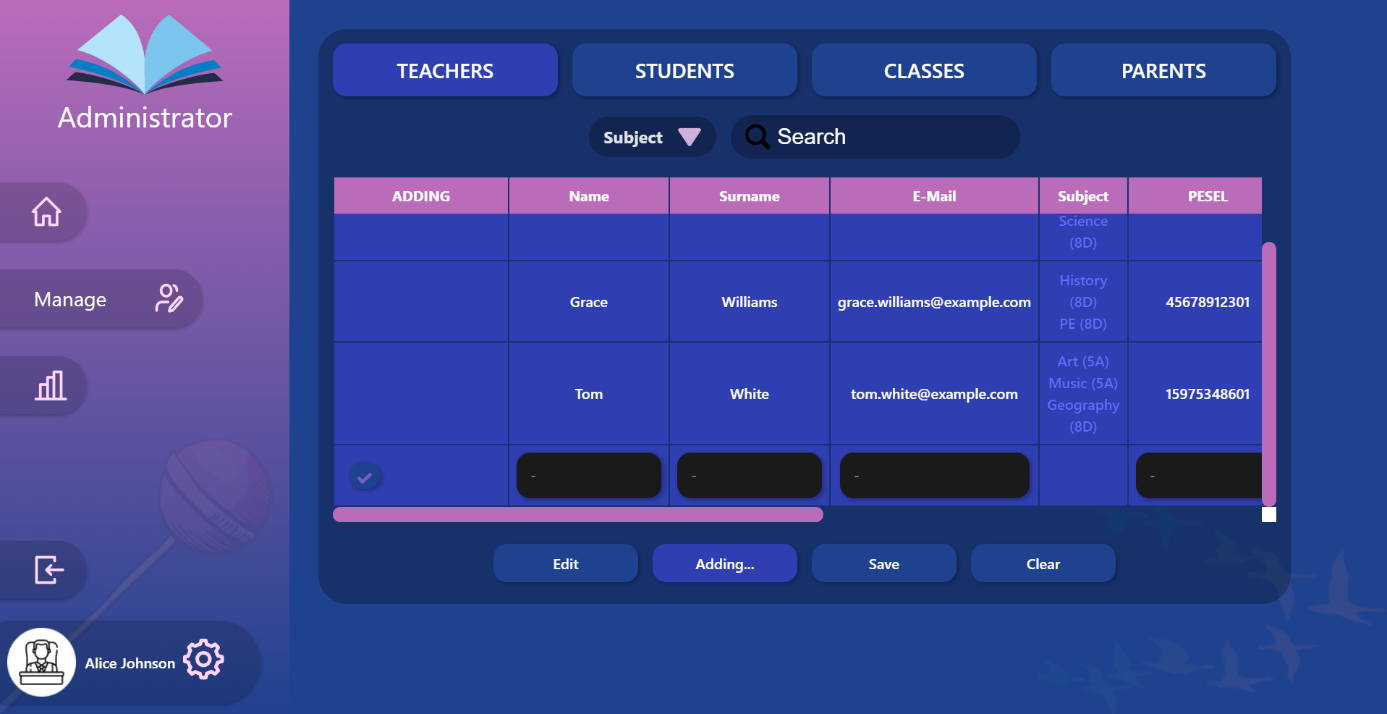 Administrator
Manage
Alice Johnson
TEACHERS STUDENTS CLASSES PARENTS
Subject Search
ADDING Name Surname E-Mail Subject PESEL
Science
(8D)
Grace Williams grace.williams@example.com History
(8D)
PE (8D) 45678912301
Tom White tom.white@example.com Art (5A)
Music (5A)
Geography
(8D) 15975348601
- - - -
Edit Adding... Save Clear